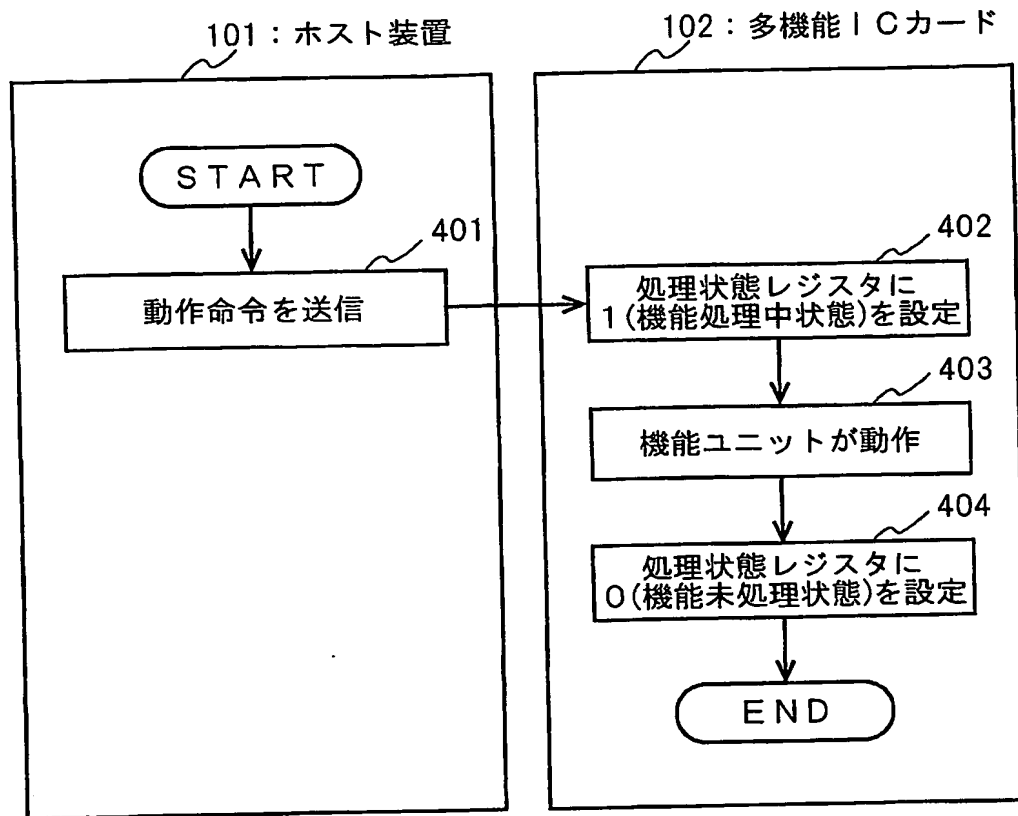 101：ホスト装置
102：多機能ICカード
START
401
動作命令を送信
402
処理状態レジスタに
1(機能処理中状態)を設定
403
機能ユニットが動作
404
処理状態レジスタに
0(機能未処理状態)を設定
END